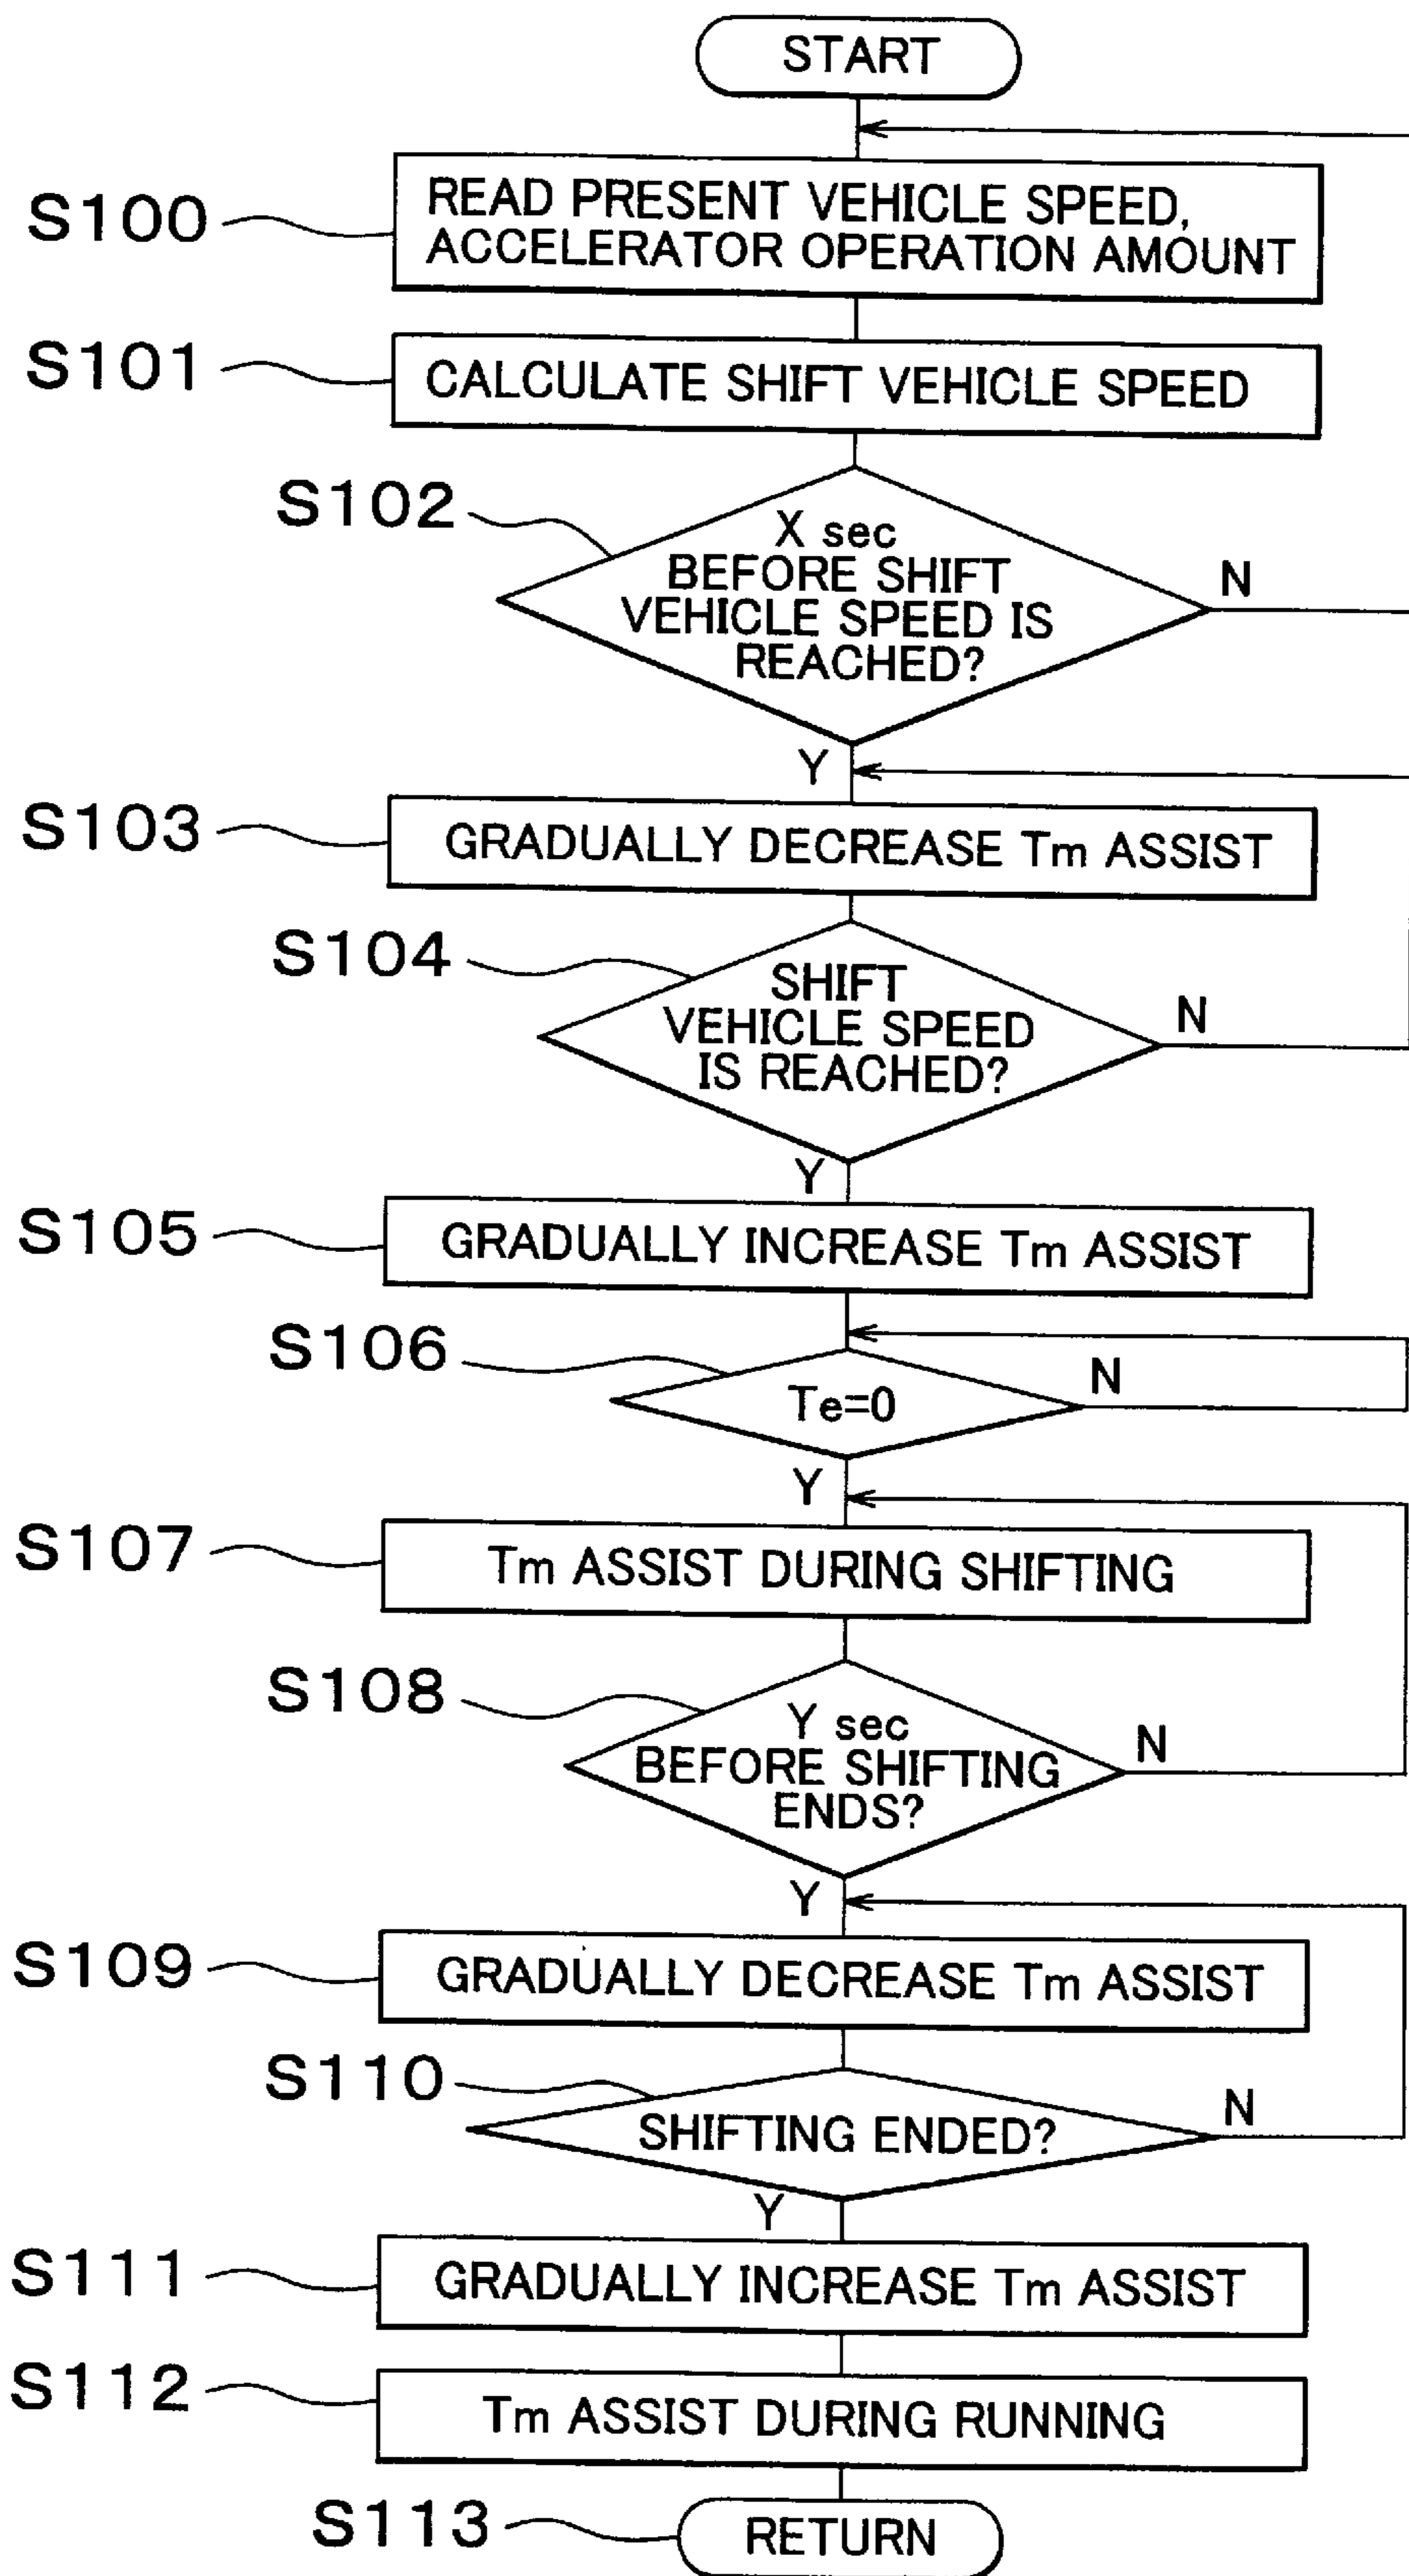 START
S100
READ PRESENT VEHICLE SPEED,
ACCELERATOR OPERATION AMOUNT
S101
CALCULATE SHIFT VEHICLE SPEED
S102
X sec
BEFORE SHIFT
VEHICLE SPEED IS
REACHED?
N
Y
S103
GRADUALLY DECREASE Tm ASSIST
S104
SHIFT
VEHICLE SPEED
IS REACHED?
N
Y
S105
GRADUALLY INCREASE Tm ASSIST
S106
Te=0
N
Y
S107
Tm ASSIST DURING SHIFTING
S108
Y sec
BEFORE SHIFTING
ENDS?
N
Y
S109
GRADUALLY DECREASE Tm ASSIST
S110
SHIFTING ENDED?
N
Y
S111
GRADUALLY INCREASE Tm ASSIST
S112
Tm ASSIST DURING RUNNING
S113
RETURN